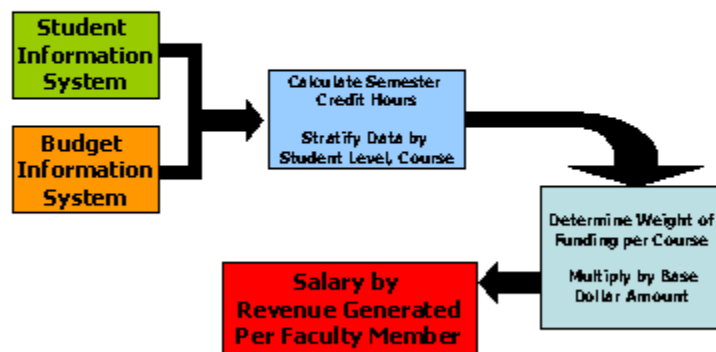 Student
Information
System
Budget
Information
System
Calculate Semester
Credit Hours
Stratify Data by
Student Level, Course
Determine Weight of
Funding per Course
Multiply by Base
Dollar Amount
Salary by
Revenue Generated
Per Faculty Member